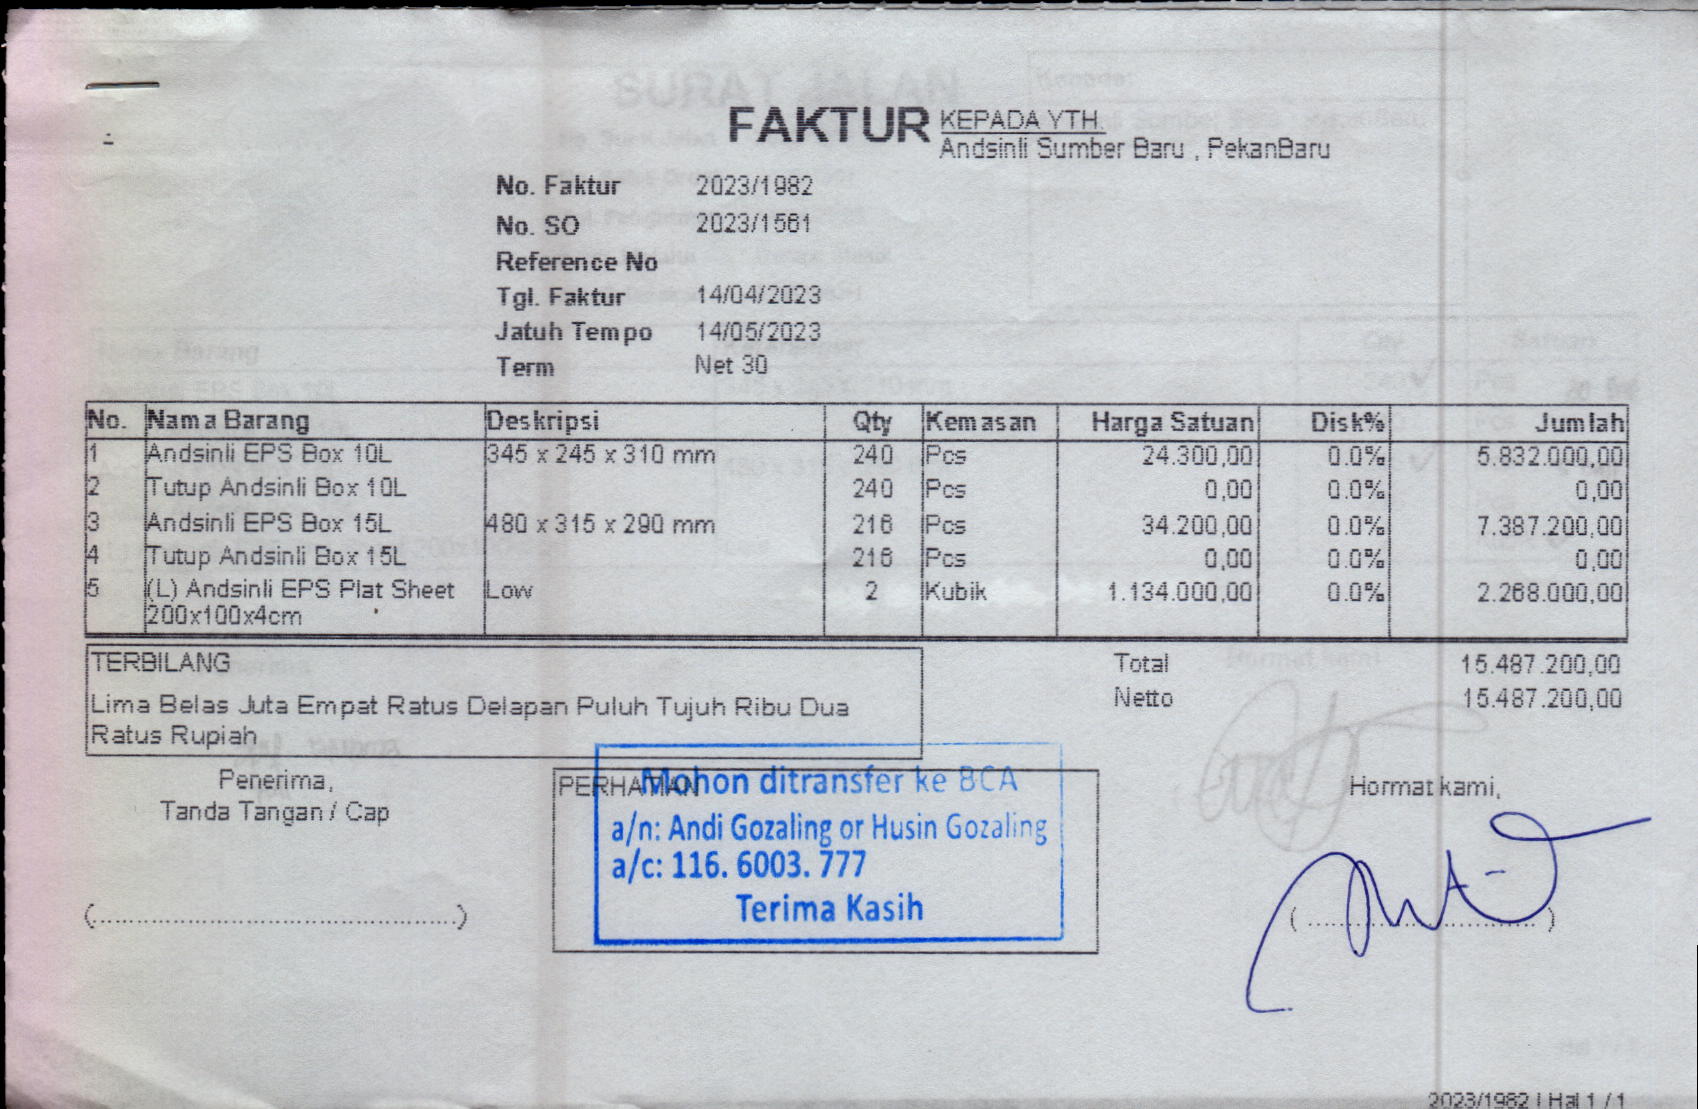 FAKTUR
KEPADA YTH.
Andsinli Sumber Baru , PekanBaru
No. Faktur 2023/1982
No. SO 2023/1561
Reference No
Tgl. Faktur 14/04/2023
Jatuh Tempo 14/05/2023
Term Net 30
No. Nama Barang Deskripsi Qty Kemasan Harga Satuan Disk% Jumlah
1 Andsinli EPS Box 10L 345 x 245 x 310 mm 240 Pcs 24.300,00 0.0% 5.832.000,00
2 Tutup Andsinli Box 10L 240 Pcs 0,00 0.0% 0,00
3 Andsinli EPS Box 15L 480 x 315 x 290 mm 216 Pcs 34.200,00 0.0% 7.387.200,00
4 Tutup Andsinli Box 15L 216 Pcs 0,00 0.0% 0,00
5 (L) Andsinli EPS Plat Sheet Low 2 Kubik 1.134.000,00 0.0% 2.268.000,00
200x100x4cm
TERBILANG
Lima Belas Juta Empat Ratus Delapan Puluh Tujuh Ribu Dua
Ratus Rupiah
Total 15.487.200,00
Netto 15.487.200,00
Penerima,
Tanda Tangan / Cap
(............................................)
PERHATIAN
Mohon ditransfer ke BCA
a/n: Andi Gozaling or Husin Gozaling
a/c: 116. 6003. 777
Terima Kasih
Hormat kami,
(..............................)
2023/1982 | Hal 1 / 1